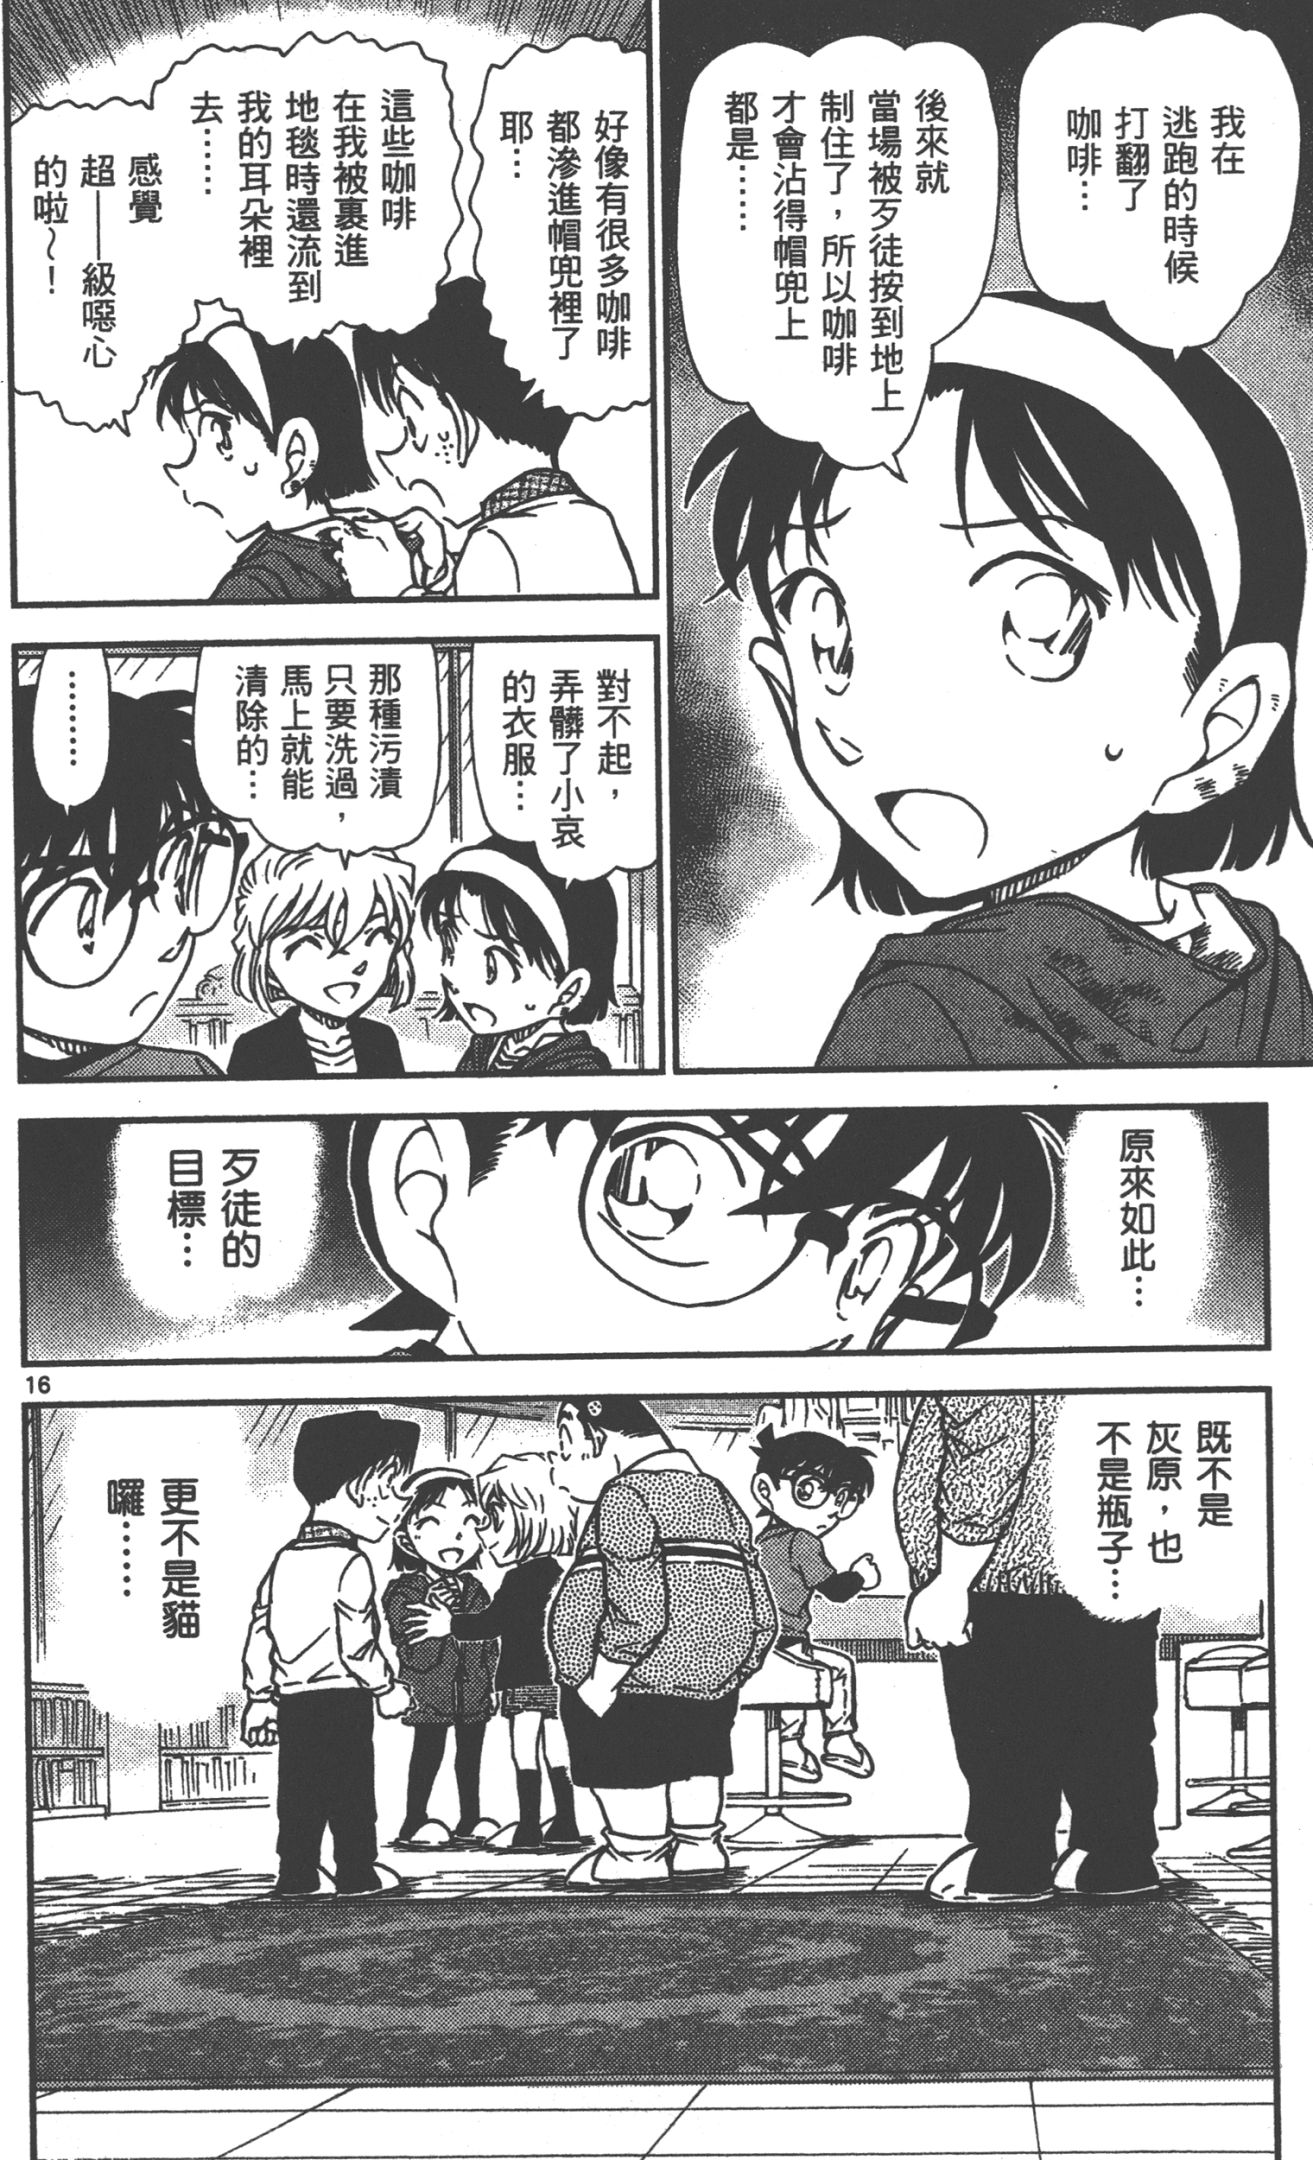 我在
逃跑的時候
打翻了
咖啡…
後來就
當場被歹徒按到地上
制住了，所以咖啡
才會沾得帽兜上
都是……
好像有很多咖啡
都滲進帽兜裡了
耶…
這些咖啡
在我被裹進
地毯時還流到
我的耳朵裡
去……
感覺
超——級噁心
的啦～！
對不起，
弄髒了小哀
的衣服…
那種污漬
只要洗過，
馬上就能
清除的…
………
原來如此…
歹徒的
目標…
16
既不是
灰原，也
不是瓶子…
更不是貓
囉……